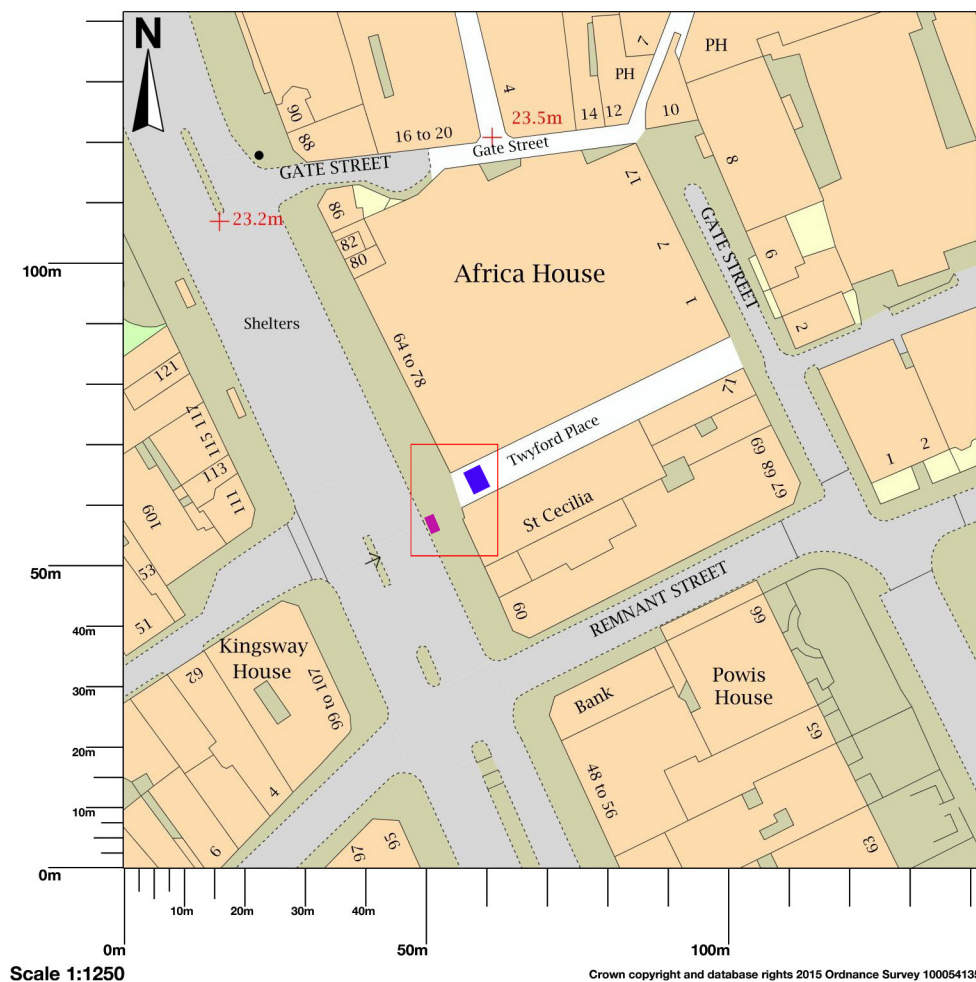 N
PH
7
PH
4
90
88
16 to 20
23.5m
14
12
10
Gate Street
GATE STREET
8
17
86
23.2m
82
80
GATE STREET
7
6
100m
Africa House
1
2
Shelters
64 to 78
121
71
115 117
Twyford Place
2
1
113
111
67 68 69
109
St Cecilia
50m
53
REMNANT STREET
60
51
66
40m
Kingsway
House
62
Powis
House
99 to 107
30m
Bank
65
20m
48 to 56
4
10m
6
97
95
63
0m
10m
20m
30m
40m
0m
50m
100m
Scale 1:1250
Crown copyright and database rights 2015 Ordnance Survey 100054135